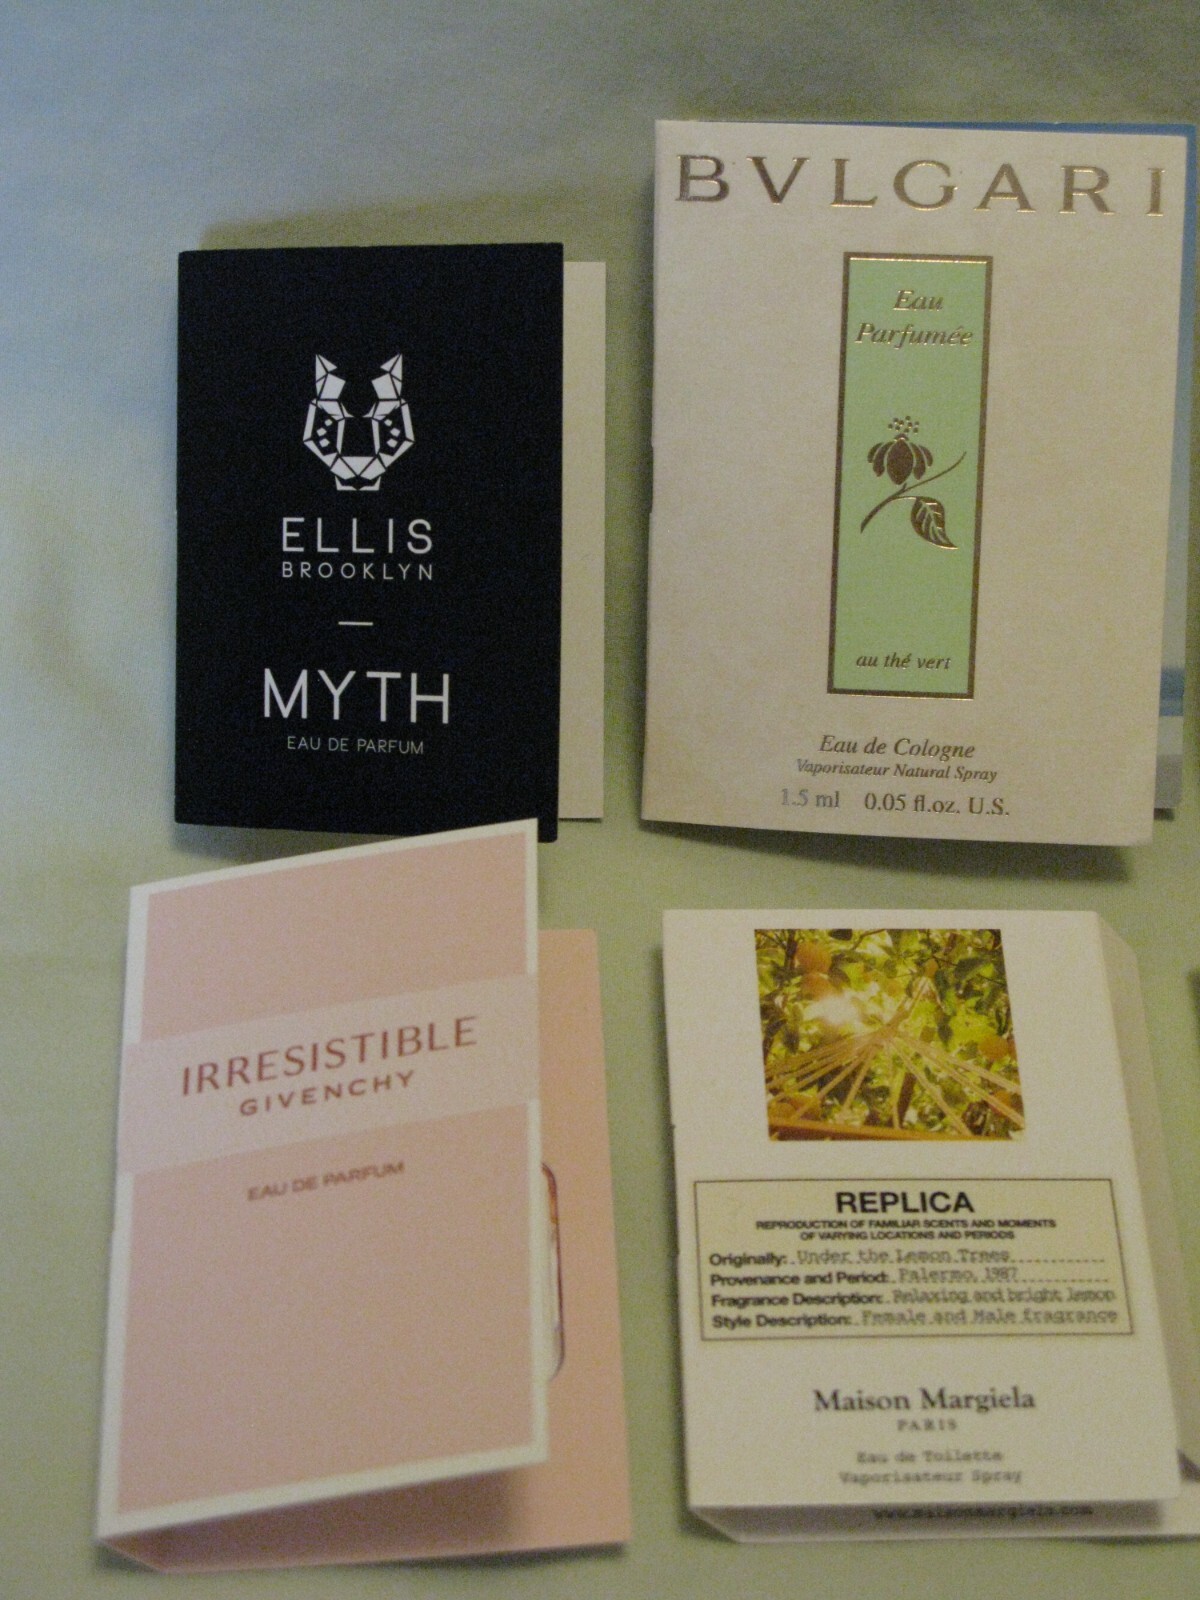 ELLIS
BROOKLYN
MYTH
EAU DE PARFUM
BVLGARI
Eau
Parfumée
au thé vert
Eau de Cologne
Vaporisateur Natural Spray
1.5 ml 0.05 fl.oz. U.S.
IRRESISTIBLE
GIVENCHY
EAU DE PARFUM
REPLICA
REPRODUCTION OF FAMILIAR SCENTS AND MOMENTS
OF VARYING LOCATIONS AND PERIODS
Originally: Under the Lemon Trees
Provenance and Period: Palermo, 1987
Fragrance Description: Relaxing and bright lemon
Style Description: Female and Male fragrance
Maison Margiela
PARIS
Eau de Toilette
Vaporisateur Spray
www.maisonmargiela.com